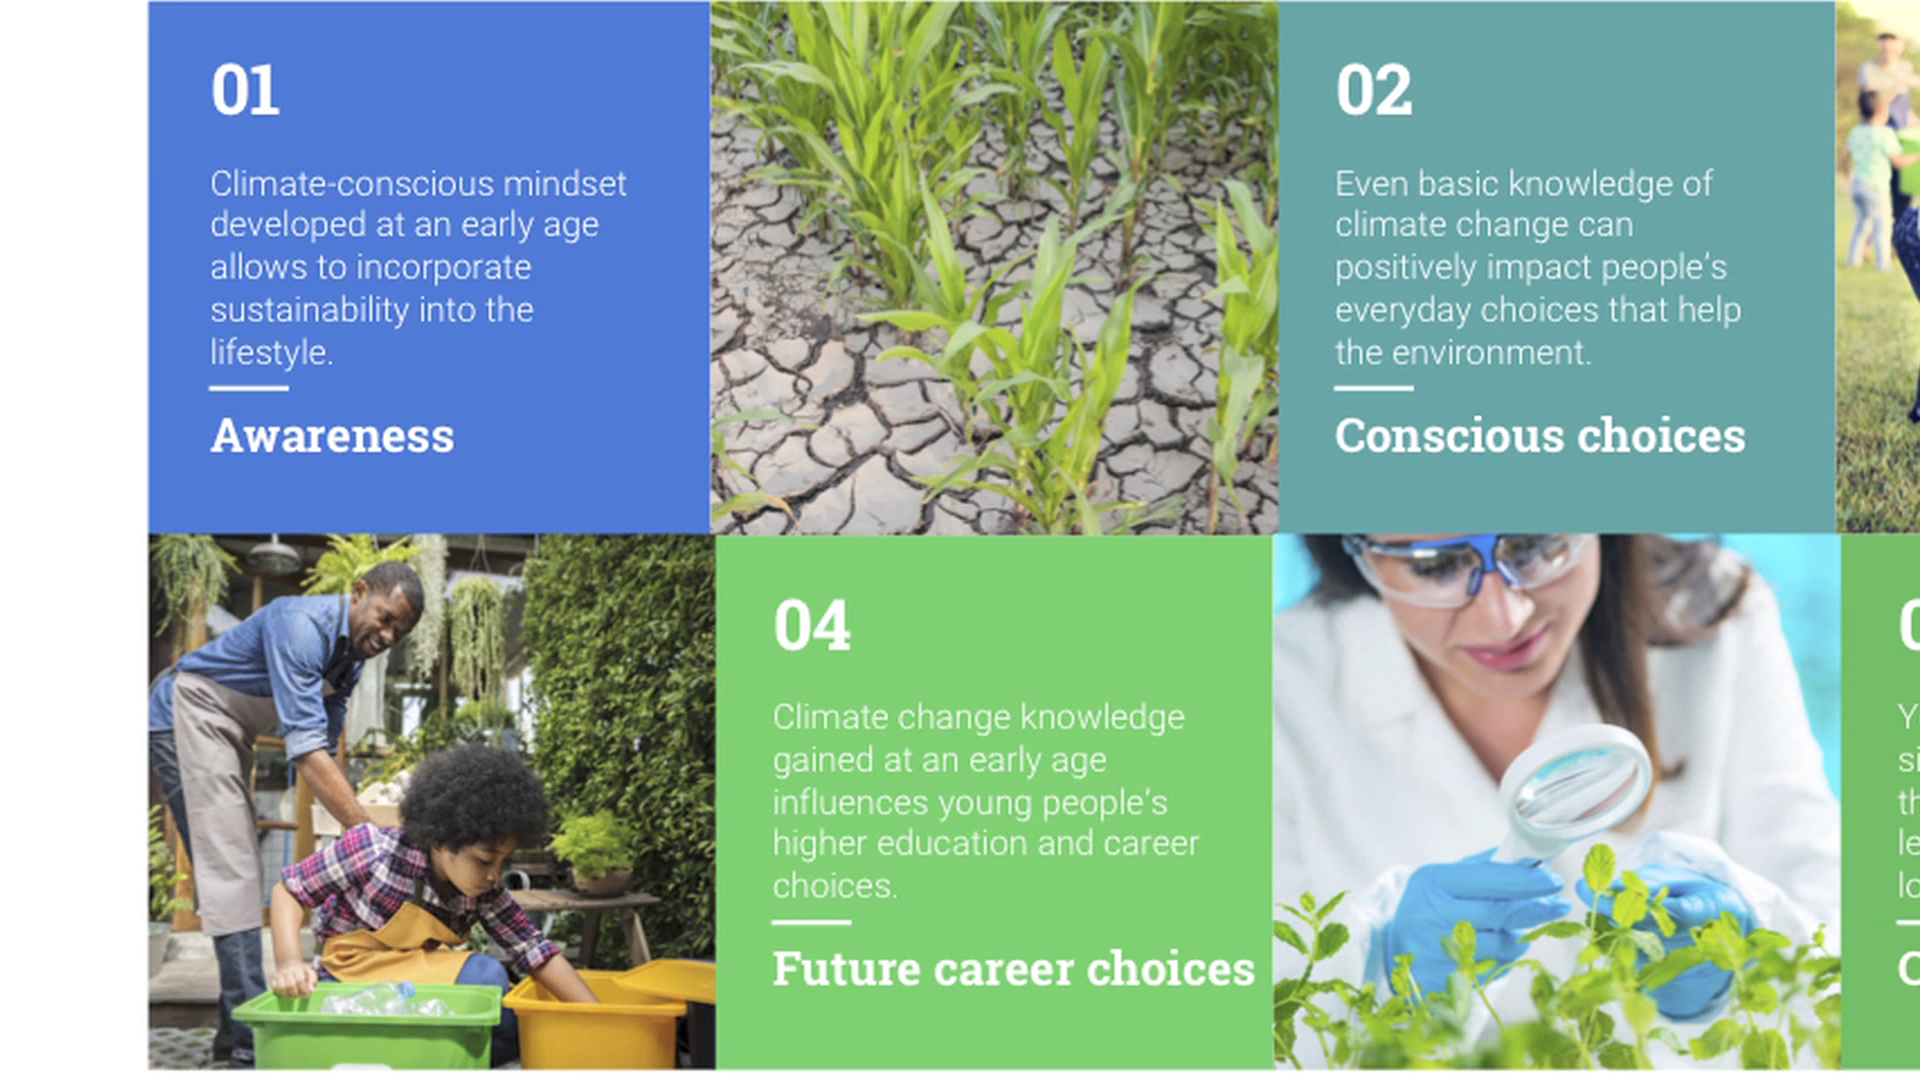 01
Climate-conscious mindset
developed at an early age
allows to incorporate
sustainability into the
lifestyle.
Awareness
02
Even basic knowledge of
climate change can
positively impact people's
everyday choices that help
the environment.
Conscious choices
04
Climate change knowledge
gained at an early age
influences young people's
higher education and career
choices.
Future career choices